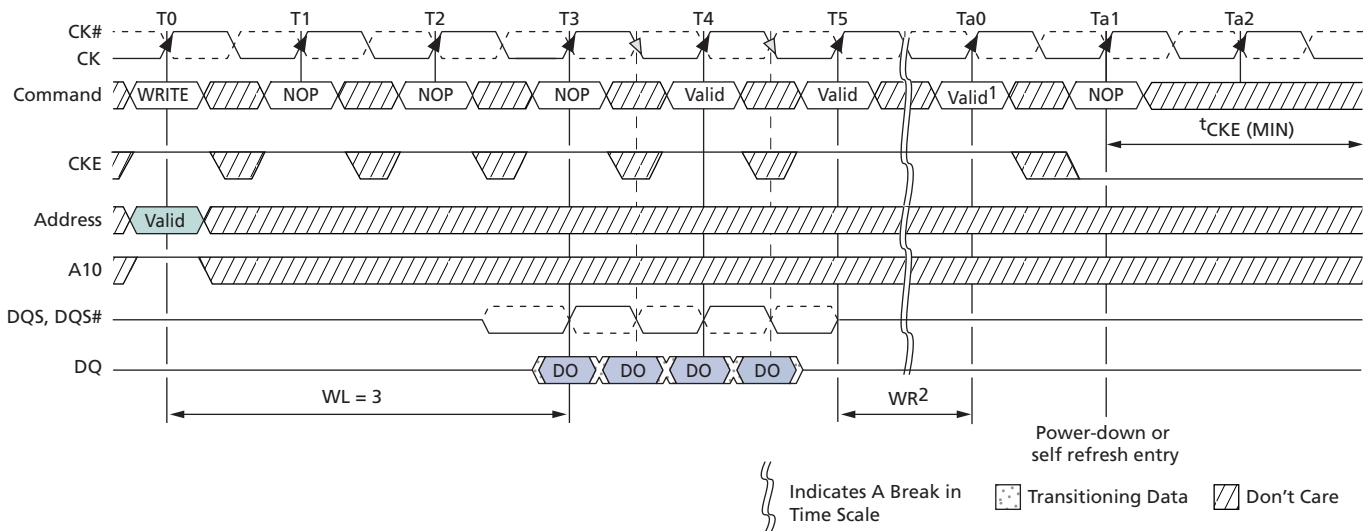 T0 T1 T2 T3 T4 T5 Ta0 Ta1 Ta2
CK#
CK
Command WRITE NOP NOP NOP Valid Valid Valid1 NOP
tCKE (MIN)
CKE
Address Valid
A10
DQS, DQS#
DQ DO DO DO DO
WL = 3 WR2
Power-down or
self refresh entry
Indicates A Break in
Time Scale
Transitioning Data Don't Care